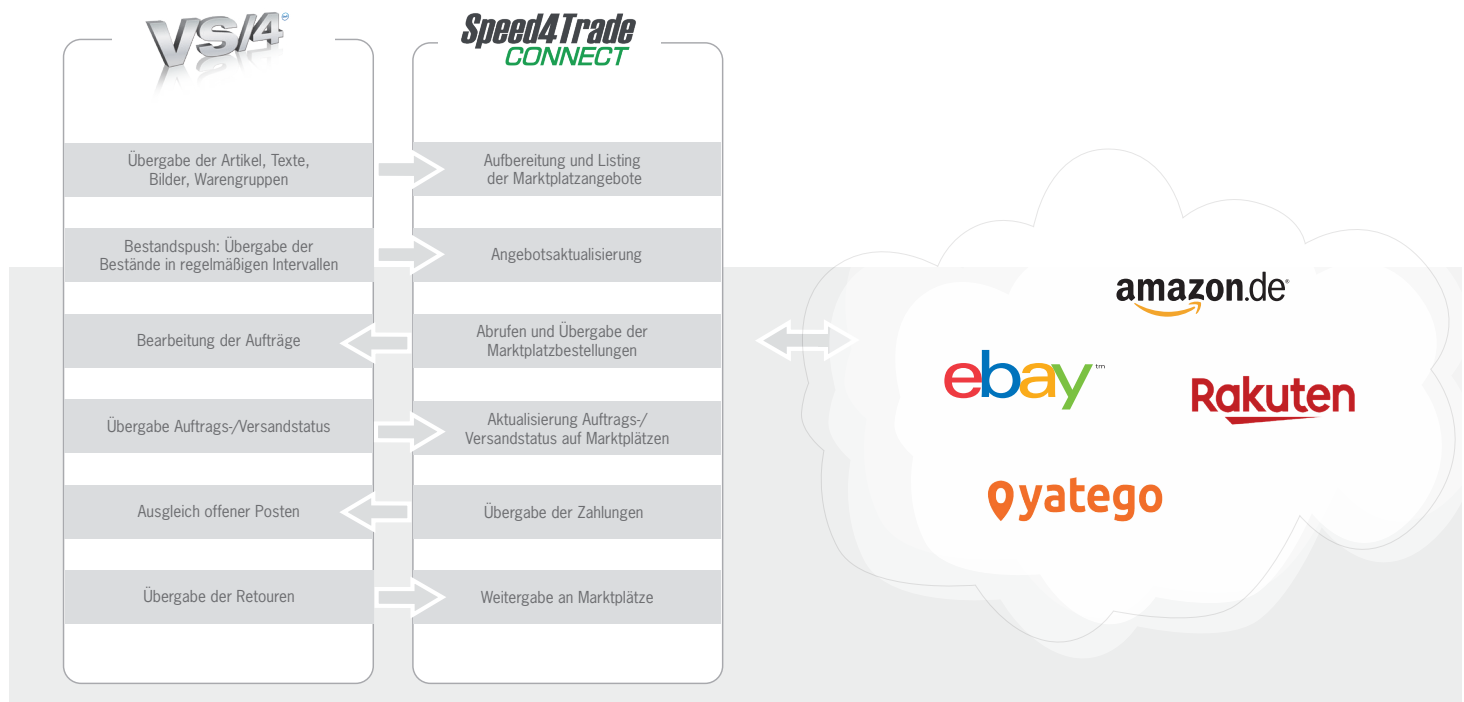 VS/4
Speed4Trade
CONNECT
Übergabe der Artikel, Texte,
Bilder, Warengruppen
Aufbereitung und Listing
der Marktplatzangebote
Bestandspush: Übergabe der
Bestände in regelmäßigen Intervallen
Angebotsaktualisierung
Bearbeitung der Aufträge
Abrufen und Übergabe der
Marktplatzbestellungen
Übergabe Auftrags-/Versandstatus
Aktualisierung Auftrags-/
Versandstatus auf Marktplätzen
Ausgleich offener Posten
Übergabe der Zahlungen
Übergabe der Retouren
Weitergabe an Marktplätze
amazon.de
ebay™
Rakuten
yatego